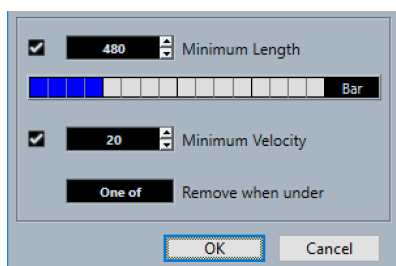 480 Minimum Length
Bar
20 Minimum Velocity
One of Remove when under
OK Cancel